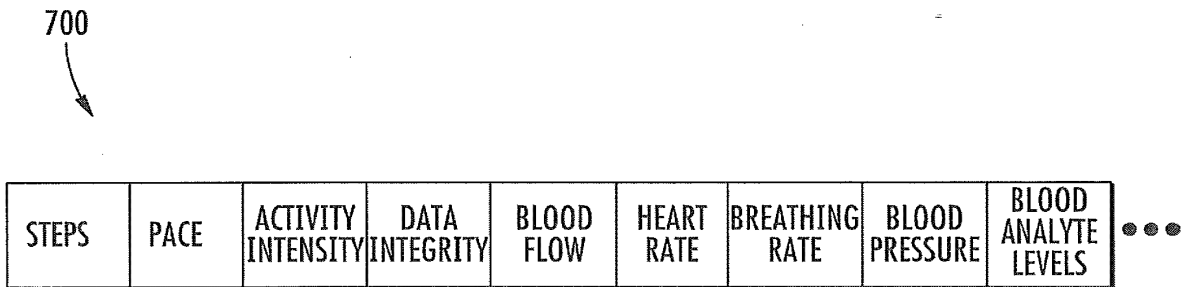 700
STEPS
PACE
ACTIVITY
INTENSITY
DATA
INTEGRITY
BLOOD
FLOW
HEART
RATE
BREATHING
RATE
BLOOD
PRESSURE
BLOOD
ANALYTE
LEVELS